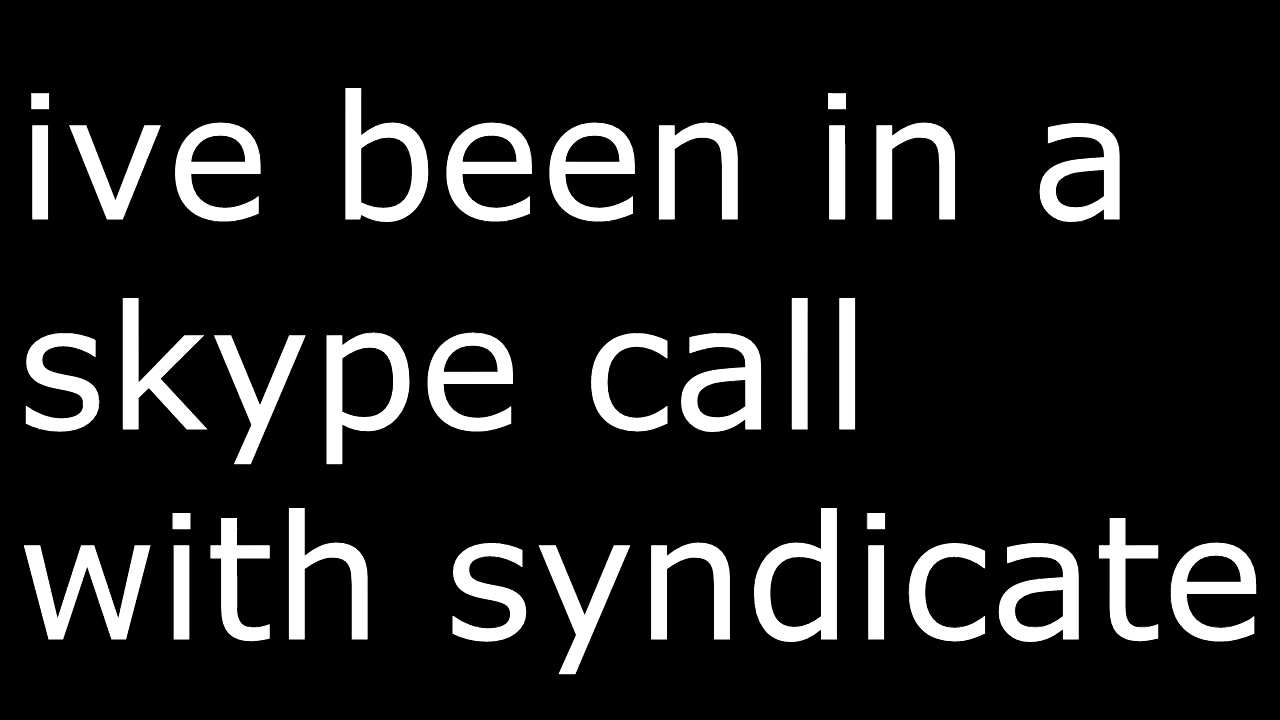 ive been in a
skype call
with syndicate